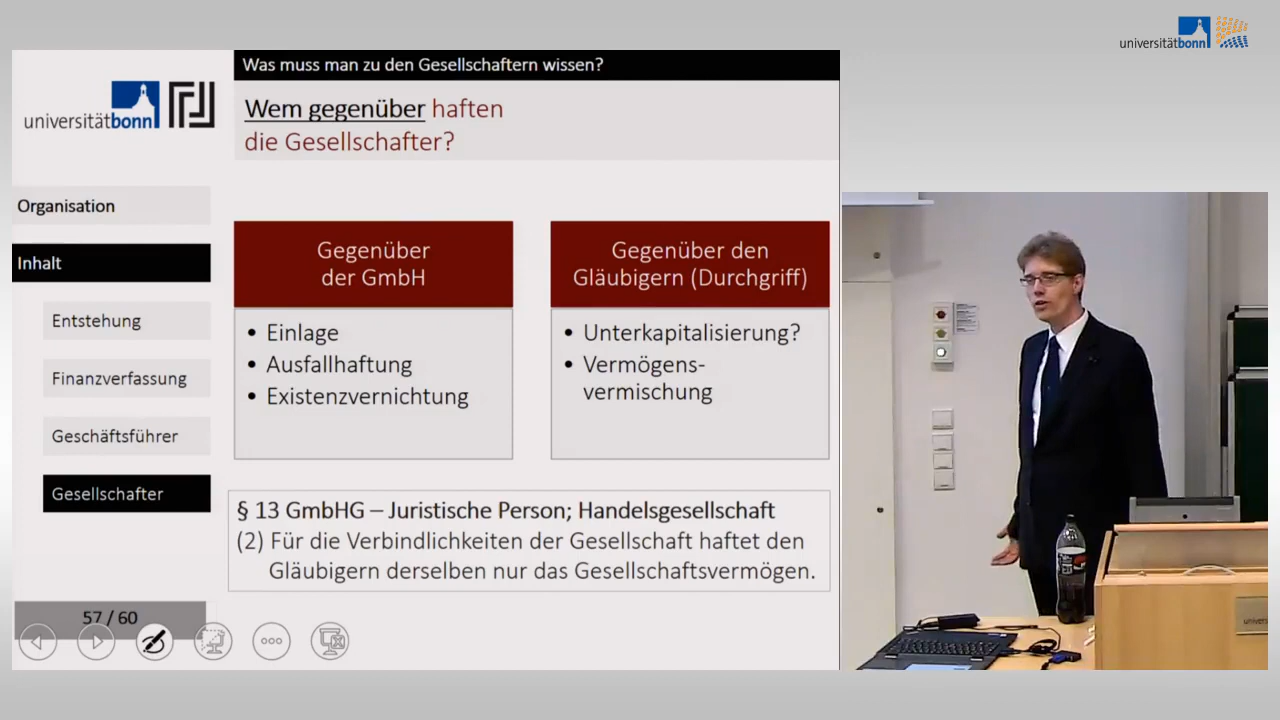 universitätbonn
Was muss man zu den Gesellschaftern wissen?
universitätbonn
Wem gegenüber haften
die Gesellschafter?
Organisation
Inhalt
Entstehung
Finanzverfassung
Geschäftsführer
Gesellschafter
Gegenüber
der GmbH
• Einlage
• Ausfallhaftung
• Existenzvernichtung
Gegenüber den
Gläubigern (Durchgriff)
• Unterkapitalisierung?
• Vermögens-
vermischung
§ 13 GmbHG – Juristische Person; Handelsgesellschaft
(2) Für die Verbindlichkeiten der Gesellschaft haftet den
Gläubigern derselben nur das Gesellschaftsvermögen.
57 / 60